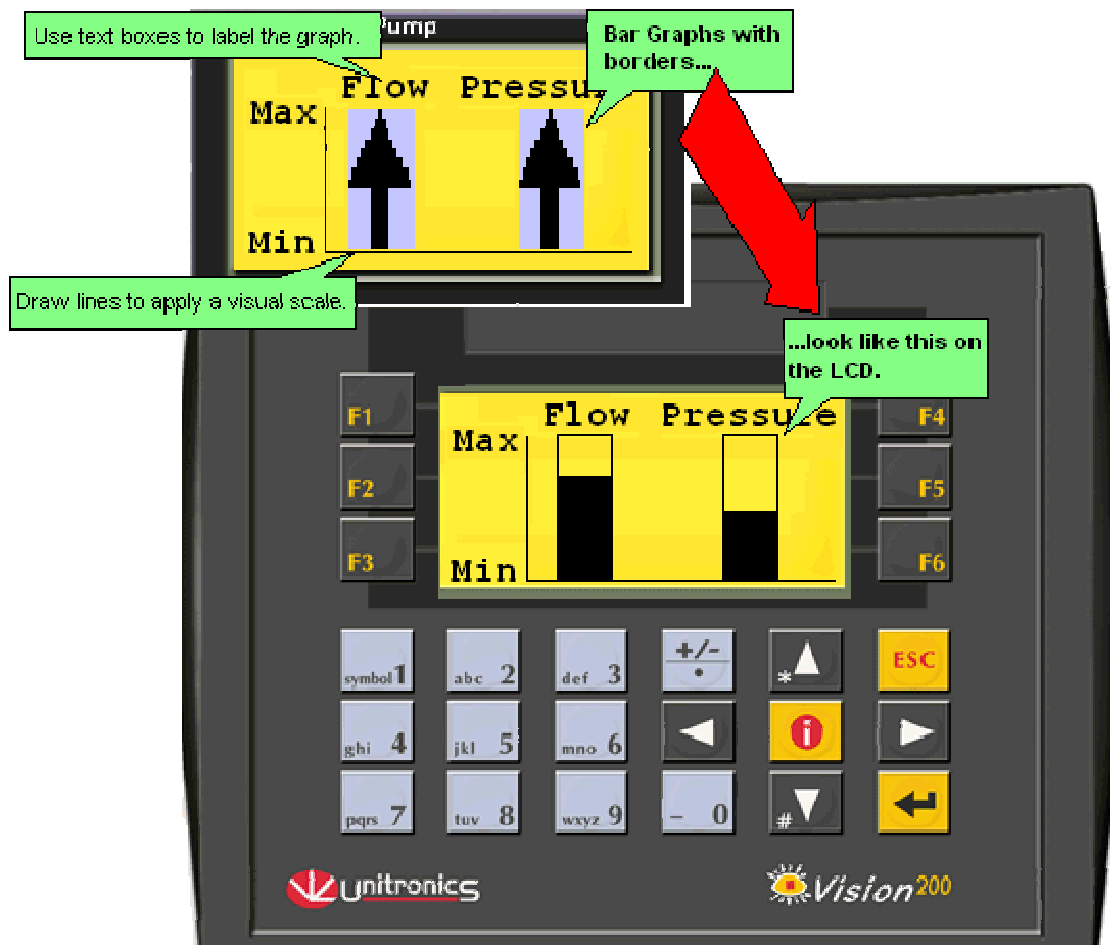 Pump
Use text boxes to label the graph.
Bar Graphs with
borders...
Flow Pressu
Max
Min
Draw lines to apply a visual scale.
...look like this on
the LCD.
F1
F2
F3
Flow Pressure
Max
Min
F4
F5
F6
symbol 1
abc 2
def 3
+/-
*
ESC
ghi 4
jkl 5
mno 6
i
pqrs 7
tuv 8
wxyz 9
– 0
#
unitronics
Vision200